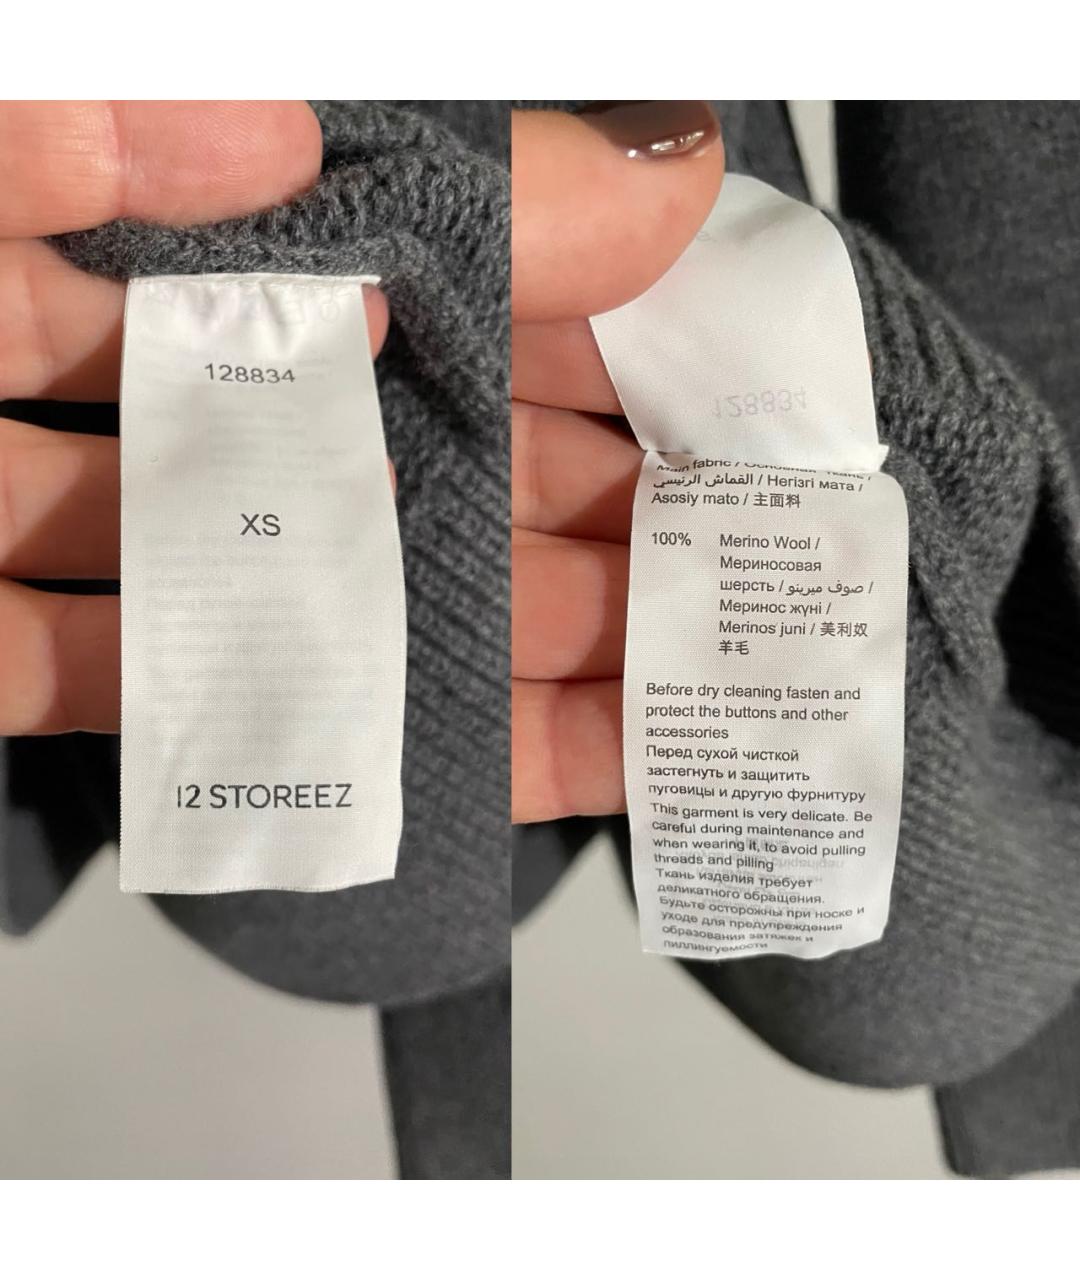 128834
XS
12 STOREEZ
128834
Main fabric / Основная ткань /
القماش الرئيسي / Негізгі мата /
Asosiy mato / 主面料
100% Merino Wool /
Мериносовая
шерсть / صوف ميرينو /
Меринос жүні /
Merinos juni / 美利奴
羊毛
Before dry cleaning fasten and
protect the buttons and other
accessories
Перед сухой чисткой
застегнуть и защитить
пуговицы и другую фурнитуру
This garment is very delicate. Be
careful during maintenance and
when wearing it, to avoid pulling
threads and pilling
Ткань изделия требует
деликатного обращения.
Будьте осторожны при носке и
уходе для предупреждения
образования затяжек и
пиллингуемости